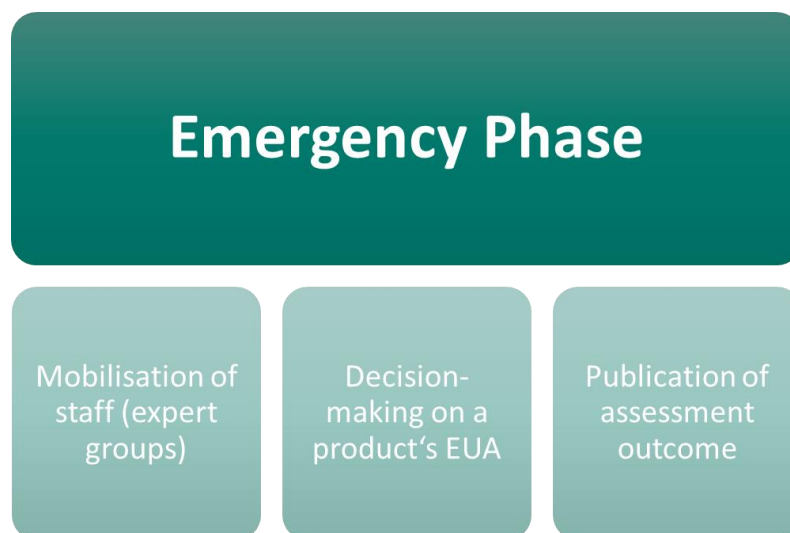 Emergency Phase
Mobilisation of
staff (expert
groups)
Decision-
making on a
product‘s EUA
Publication of
assessment
outcome